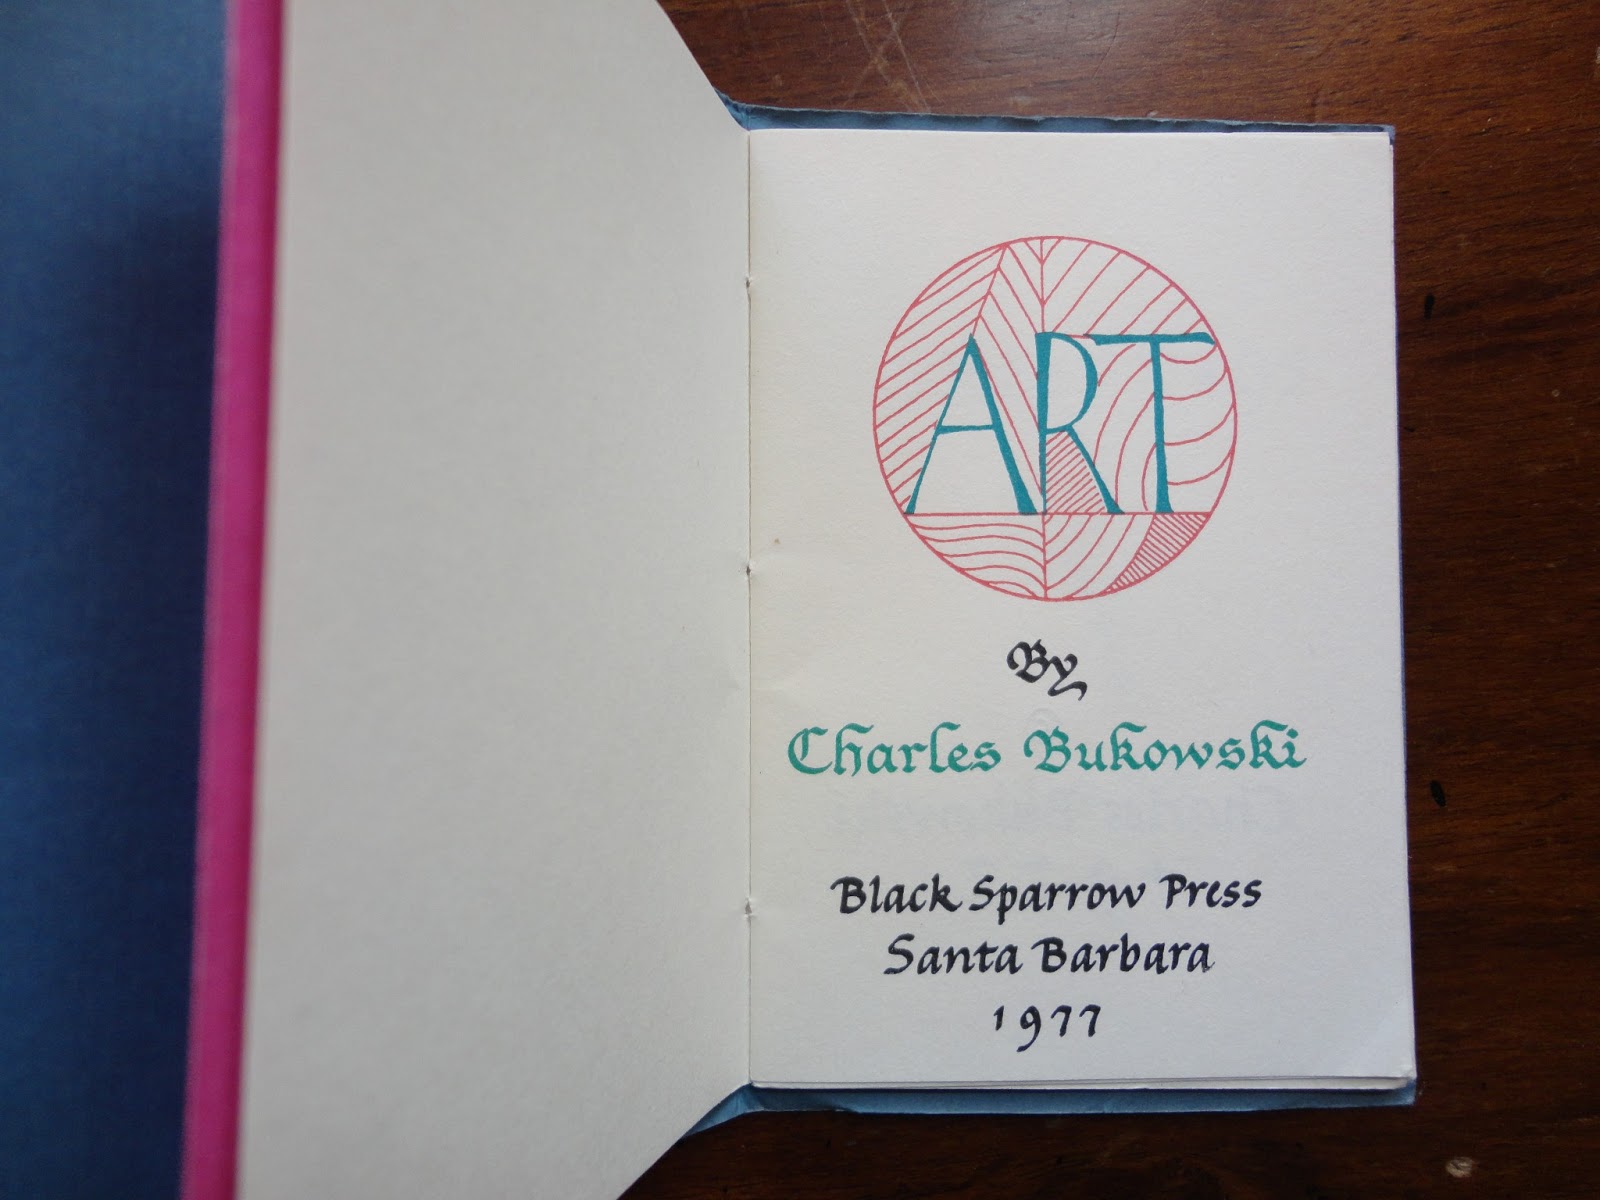 ART
By
Charles Bukowski
Black Sparrow Press
Santa Barbara
1977